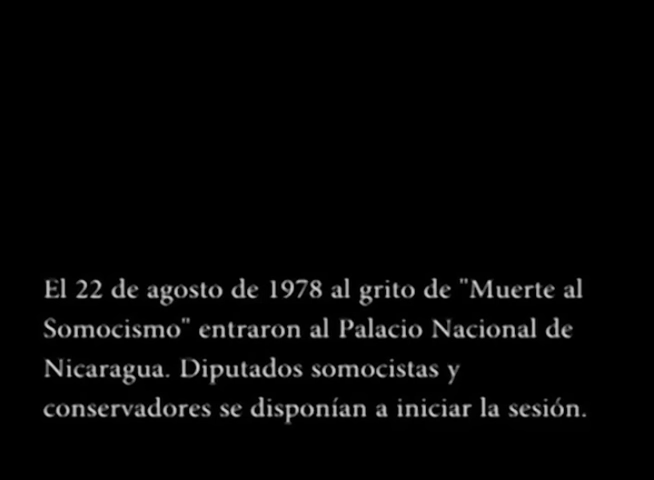 El 22 de agosto de 1978 al grito de "Muerte al
Somocismo" entraron al Palacio Nacional de
Nicaragua. Diputados somocistas y
conservadores se disponían a iniciar la sesión.